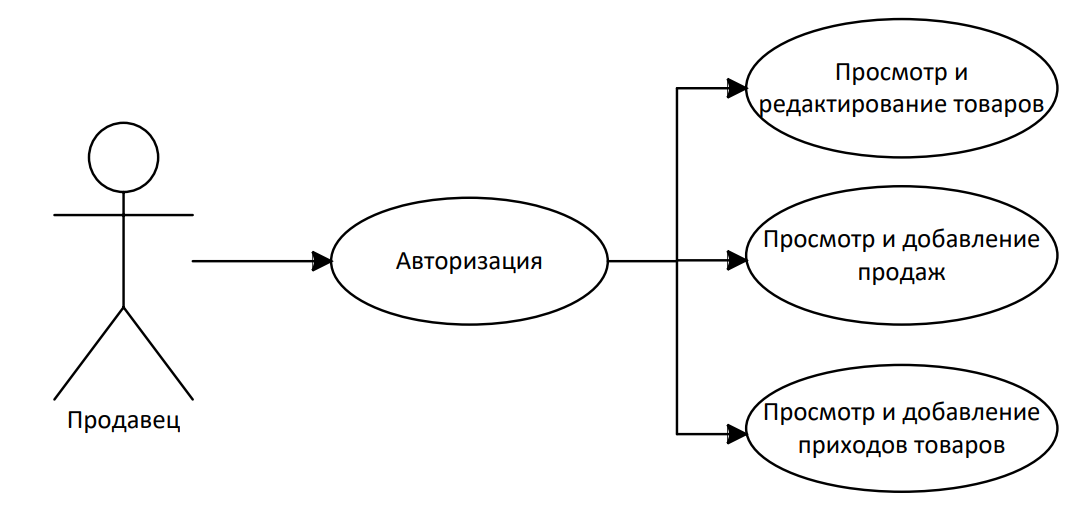 Просмотр и
редактирование товаров
Просмотр и добавление
продаж
Авторизация
Просмотр и добавление
приходов товаров
Продавец